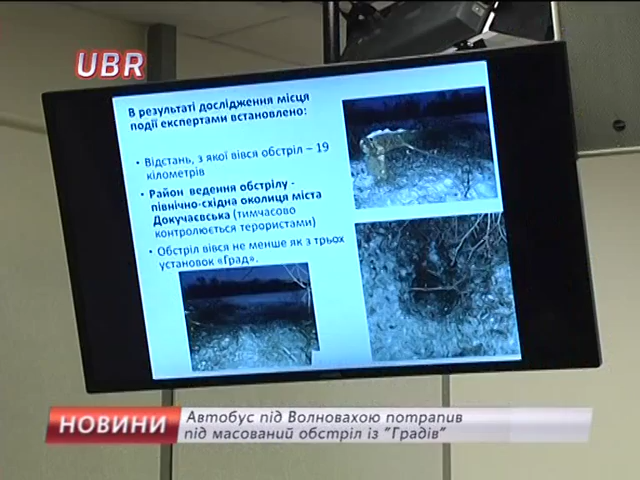 UBR
В результаті дослідження місця
події експертами встановлено:
• Відстань, з якої вівся обстріл – 19
кілометрів
• Район ведення обстрілу -
північно-східна околиця міста
Докучаєвська (тимчасово
контролюється терористами)
• Обстріл вівся не менше як з трьох
установок «Град».
НОВИНИ
Автобус під Волновахою потрапив
під масований обстріл із "Градів"